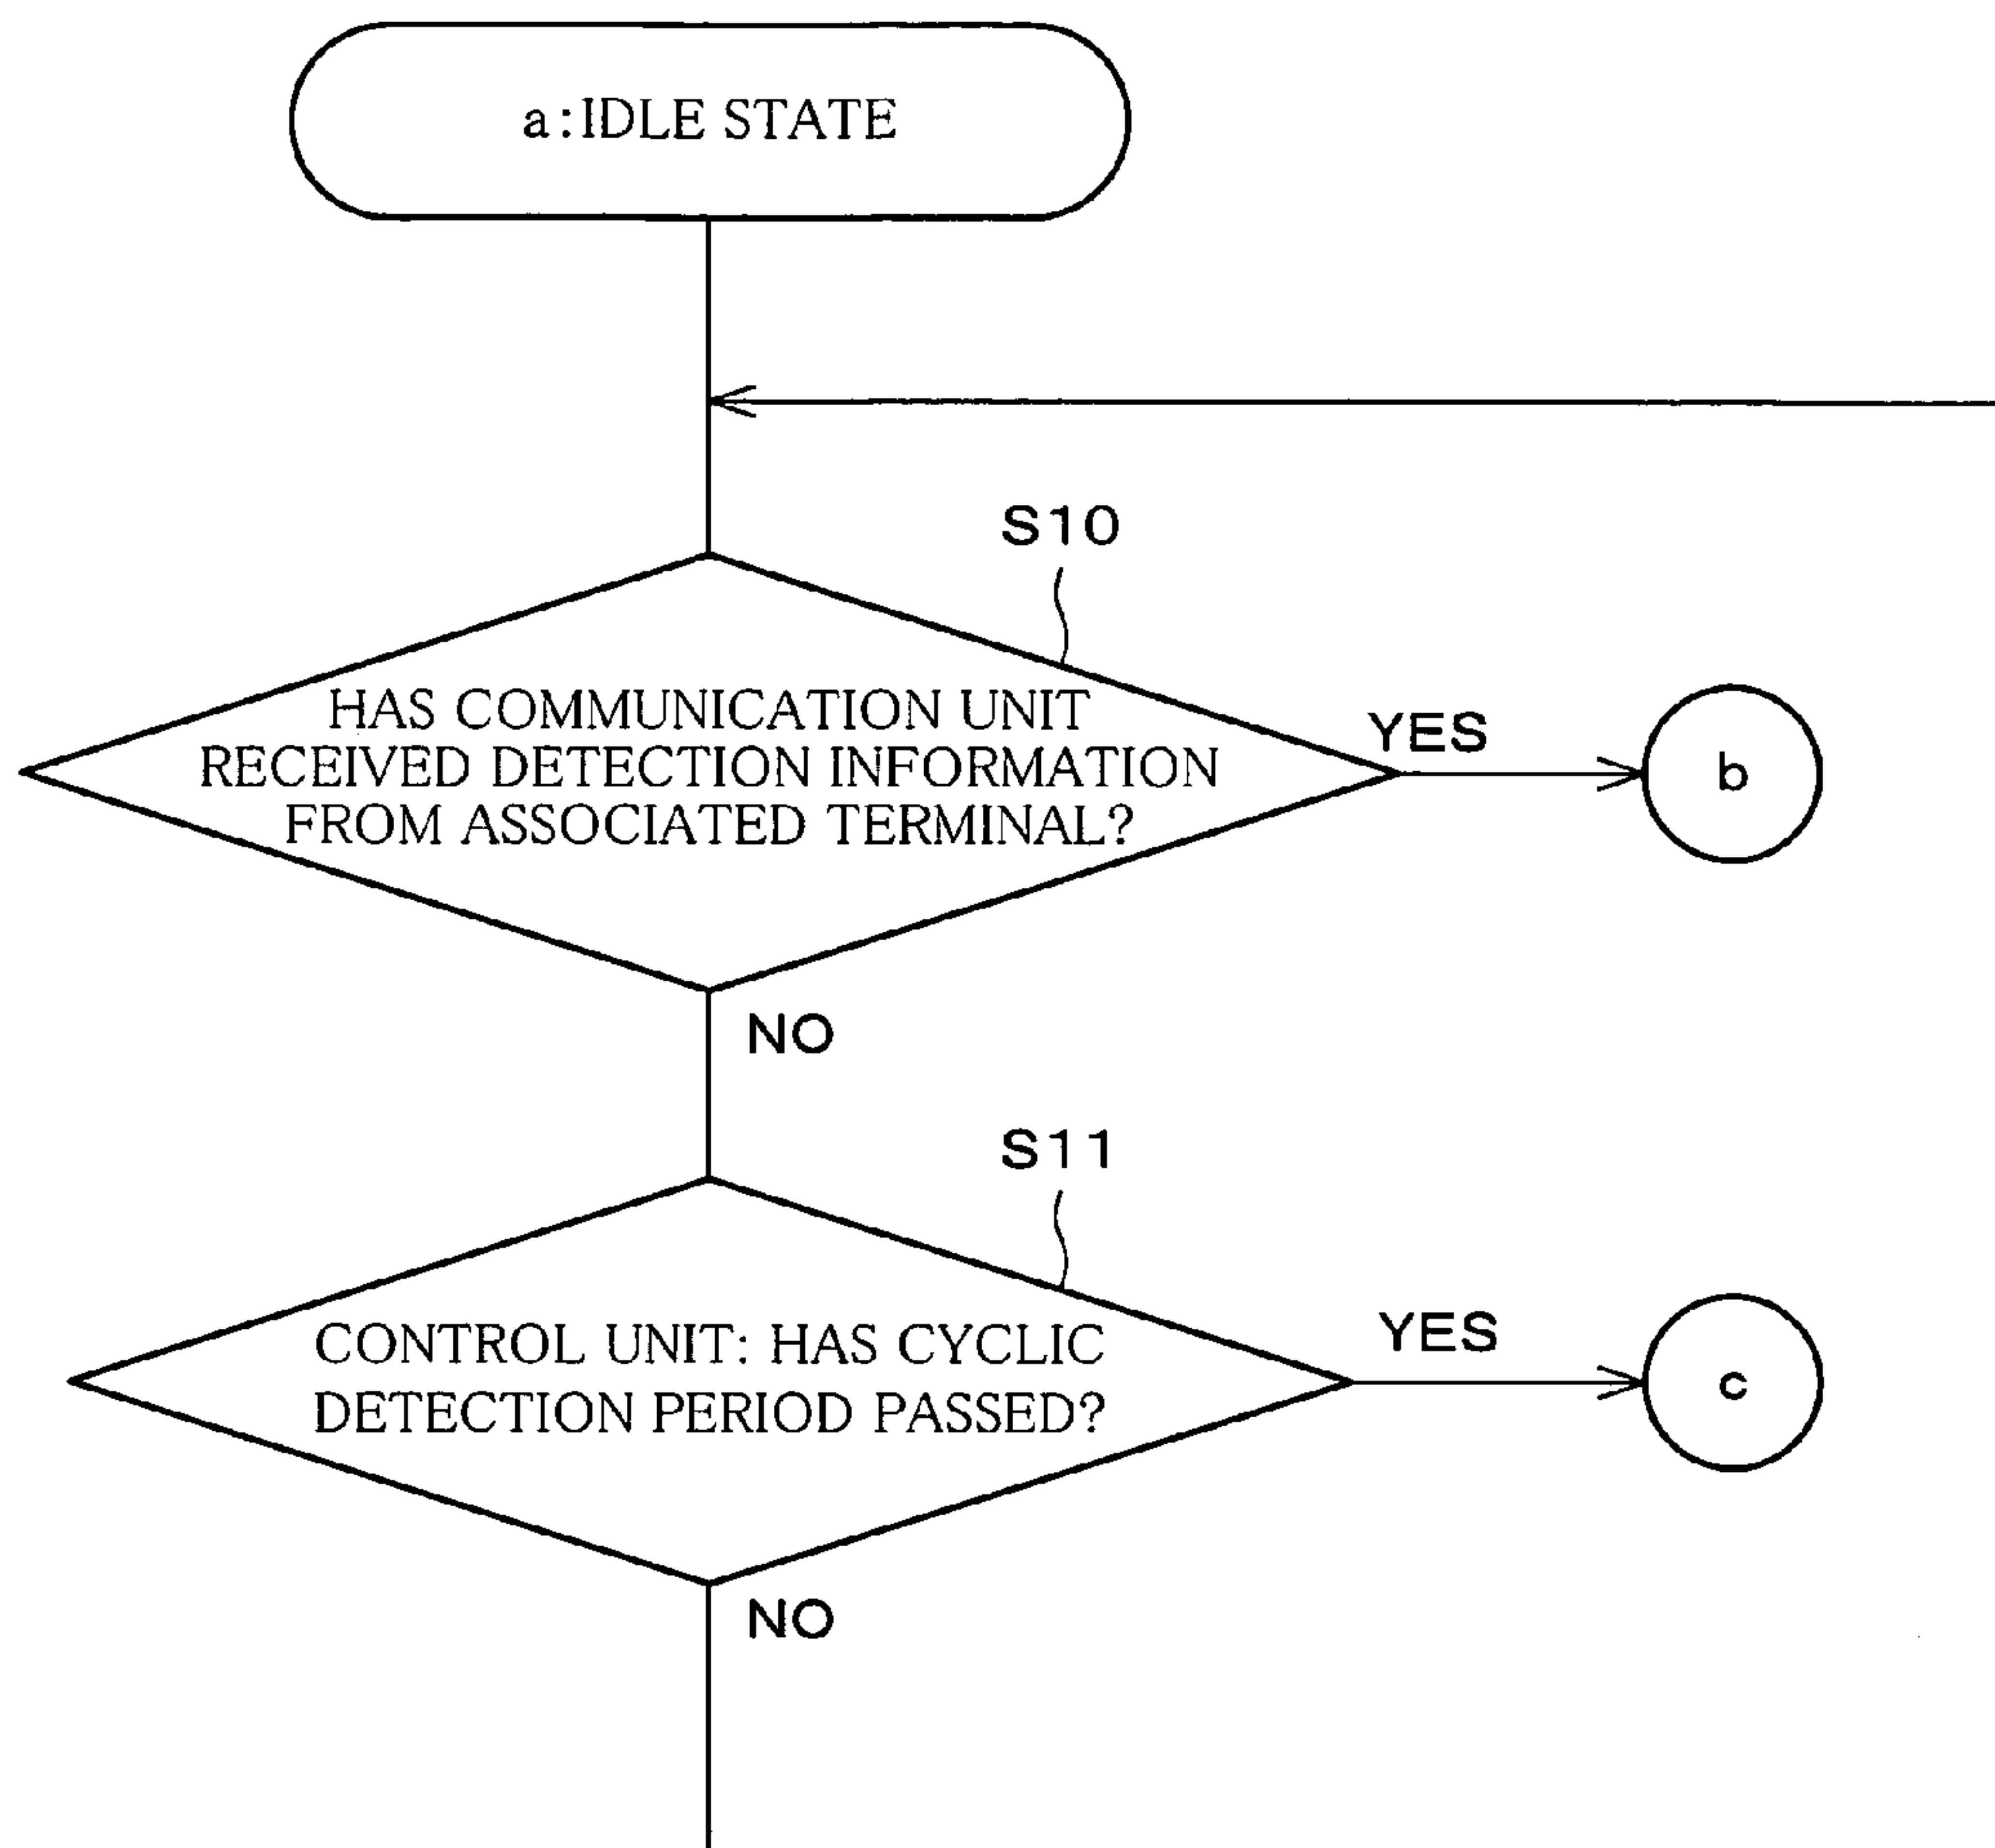 a:IDLE STATE
S10
HAS COMMUNICATION UNIT
RECEIVED DETECTION INFORMATION
FROM ASSOCIATED TERMINAL?
YES
b
NO
S11
CONTROL UNIT: HAS CYCLIC
DETECTION PERIOD PASSED?
YES
c
NO